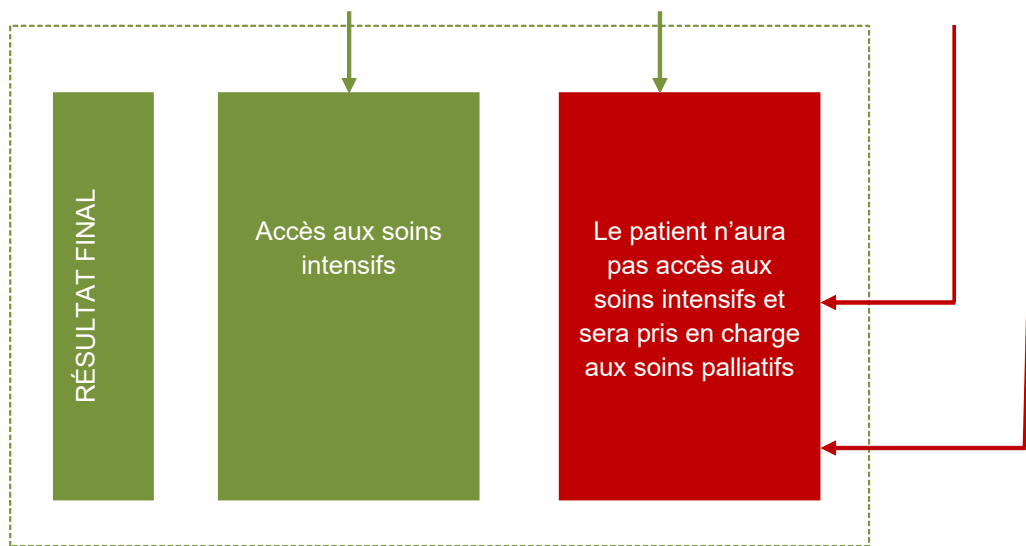 RÉSULTAT FINAL
Accès aux soins
intensifs
Le patient n’aura
pas accès aux
soins intensifs et
sera pris en charge
aux soins palliatifs